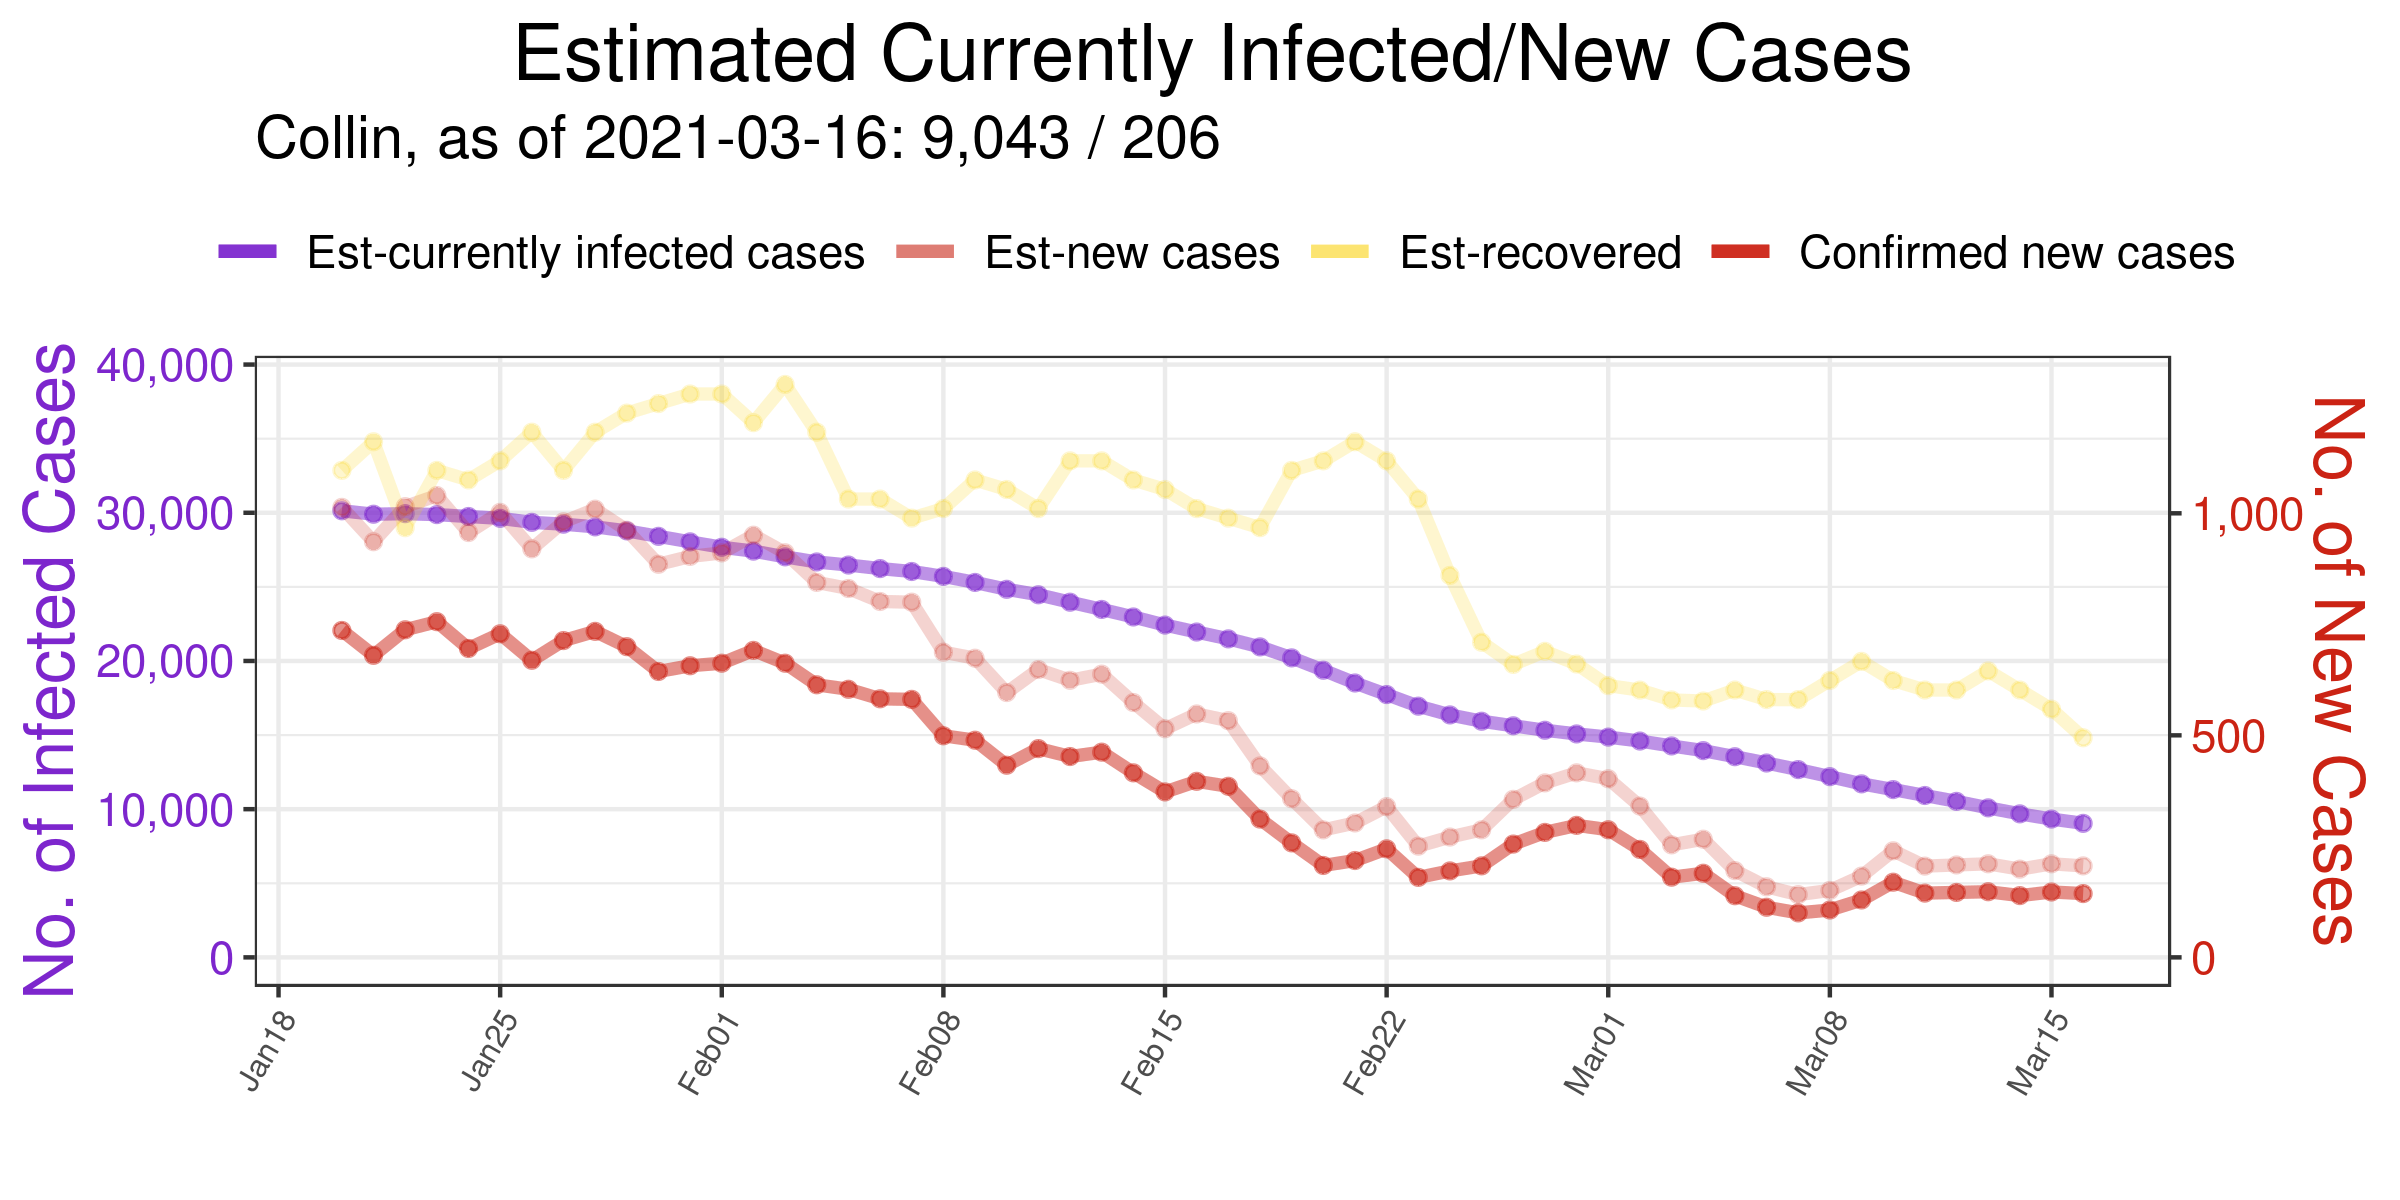 Estimated Currently Infected/New Cases
Collin, as of 2021-03-16: 9,043 / 206
Est-currently infected cases Est-new cases Est-recovered Confirmed new cases
No. of Infected Cases
40,000
30,000
20,000
10,000
0
1,000
500
0
No. of New Cases
Jan18 Jan25 Feb01 Feb08 Feb15 Feb22 Mar01 Mar08 Mar15